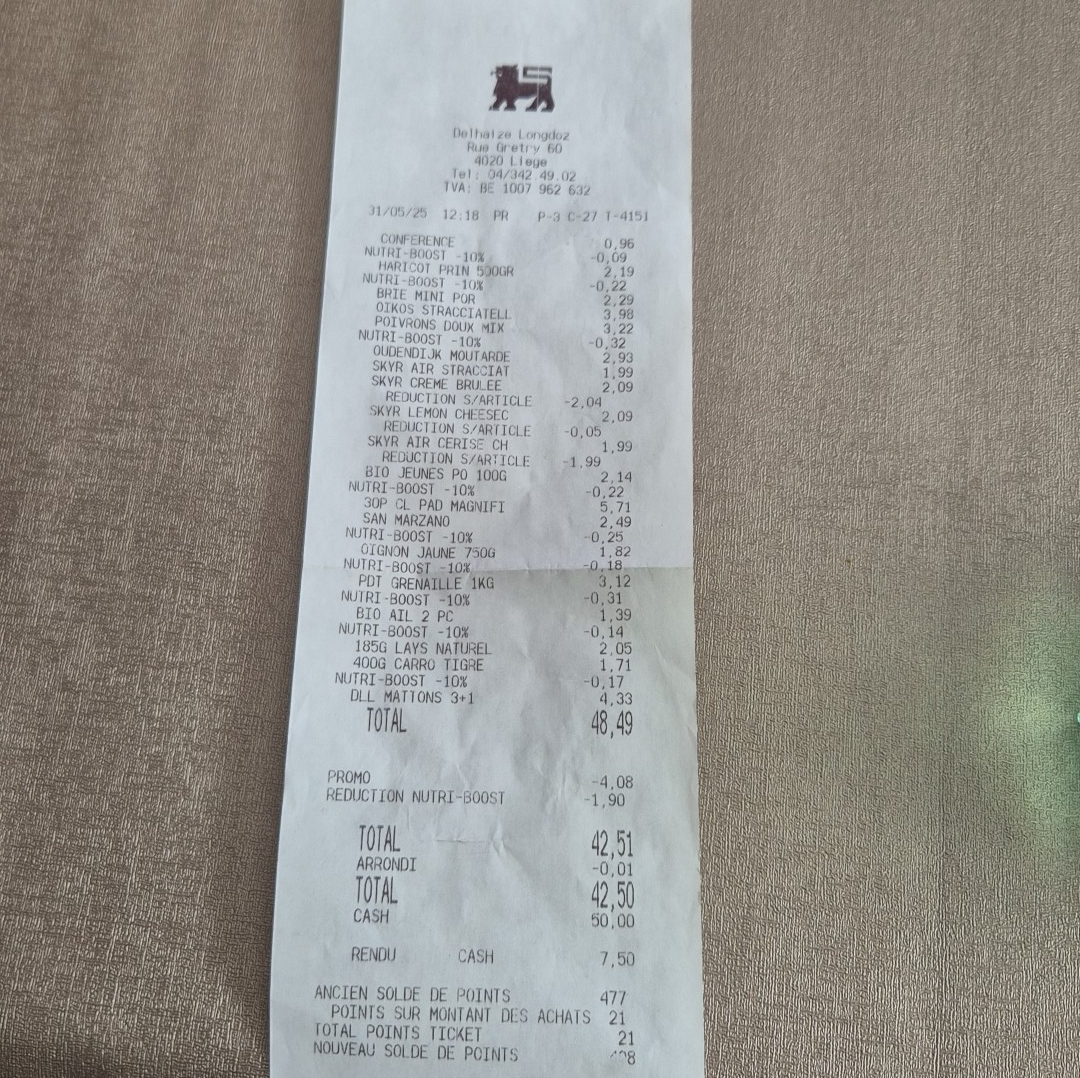 Delhaize Longdoz
Rue Gretry 60
4020 Liege
Tel: 04/342.49.02
TVA: BE 1007 962 632
31/05/25 12:18 PR P-3 C-27 T-4151
CONFERENCE 0,96
NUTRI-BOOST -10% -0,09
HARICOT PRIN 500GR 2,19
NUTRI-BOOST -10% -0,22
BRIE MINI POR 2,29
OIKOS STRACCIATELL 3,98
POIVRONS DOUX MIX 3,22
NUTRI-BOOST -10% -0,32
OUDENDIJK MOUTARDE 2,93
SKYR AIR STRACCIAT 1,99
SKYR CREME BRULEE 2,09
REDUCTION S/ARTICLE -2,04
SKYR LEMON CHEESEC 2,09
REDUCTION S/ARTICLE -0,05
SKYR AIR CERISE CH 1,99
REDUCTION S/ARTICLE -1,99
BIO JEUNES PO 100G 2,14
NUTRI-BOOST -10% -0,22
30P CL PAD MAGNIFI 5,71
SAN MARZANO 2,49
NUTRI-BOOST -10% -0,25
OIGNON JAUNE 750G 1,82
NUTRI-BOOST -10% -0,18
PDT GRENAILLE 1KG 3,12
NUTRI-BOOST -10% -0,31
BIO AIL 2 PC 1,39
NUTRI-BOOST -10% -0,14
185G LAYS NATUREL 2,05
400G CARRO TIGRE 1,71
NUTRI-BOOST -10% -0,17
DLL MATTONS 3+1 4,33
TOTAL 48,49
PROMO -4,08
REDUCTION NUTRI-BOOST -1,90
TOTAL 42,51
ARRONDI -0,01
TOTAL 42,50
CASH 50,00
RENDU CASH 7,50
ANCIEN SOLDE DE POINTS 477
POINTS SUR MONTANT DES ACHATS 21
TOTAL POINTS TICKET 21
NOUVEAU SOLDE DE POINTS